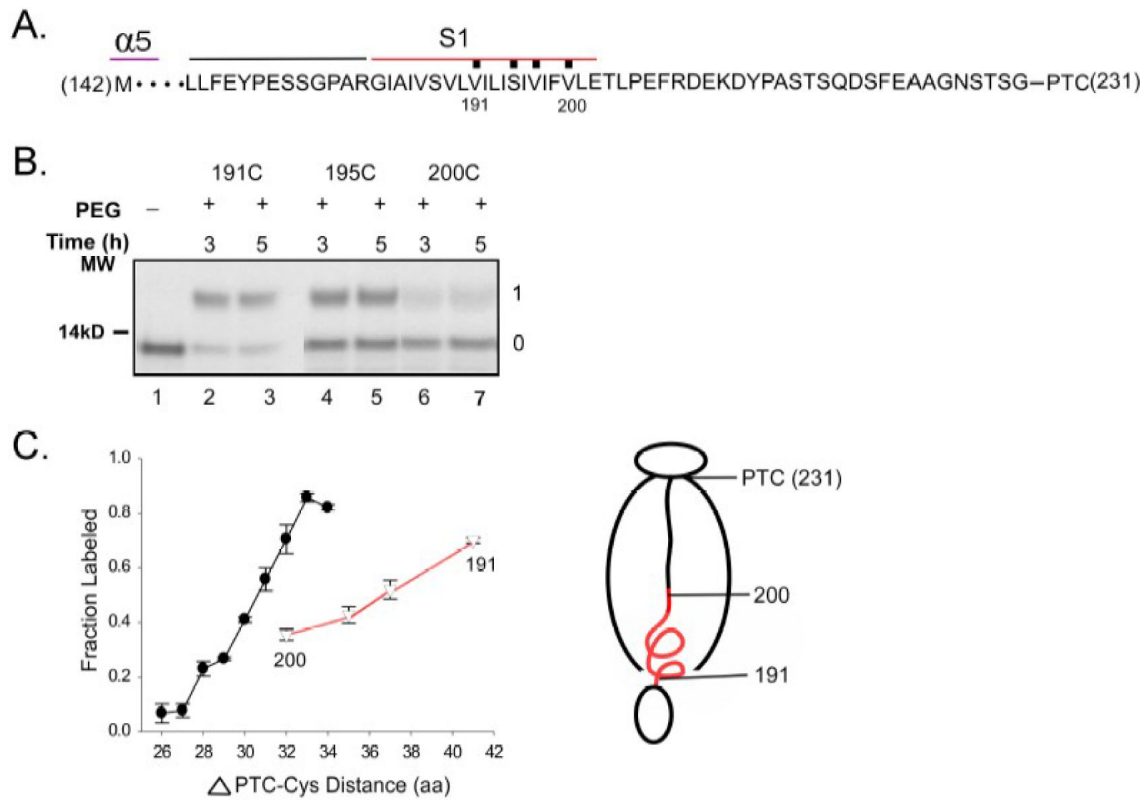 A.
α5 S1
(142) M····LLFEYPESSGPARGIAIVSVLVILISIVIFVLETLPEFRDEKDYPASTSQDSFEAAGNSTSG–PTC(231)
191 200
B.
191C 195C 200C
PEG – + + + + + +
Time (h) 3 5 3 5 3 5
MW
1
14kD
0
1 2 3 4 5 6 7
C.
1.0
0.8
0.6
0.4
0.2
0.0
Fraction Labeled
191
200
26 28 30 32 34 36 38 40 42
△ PTC-Cys Distance (aa)
PTC (231)
200
191